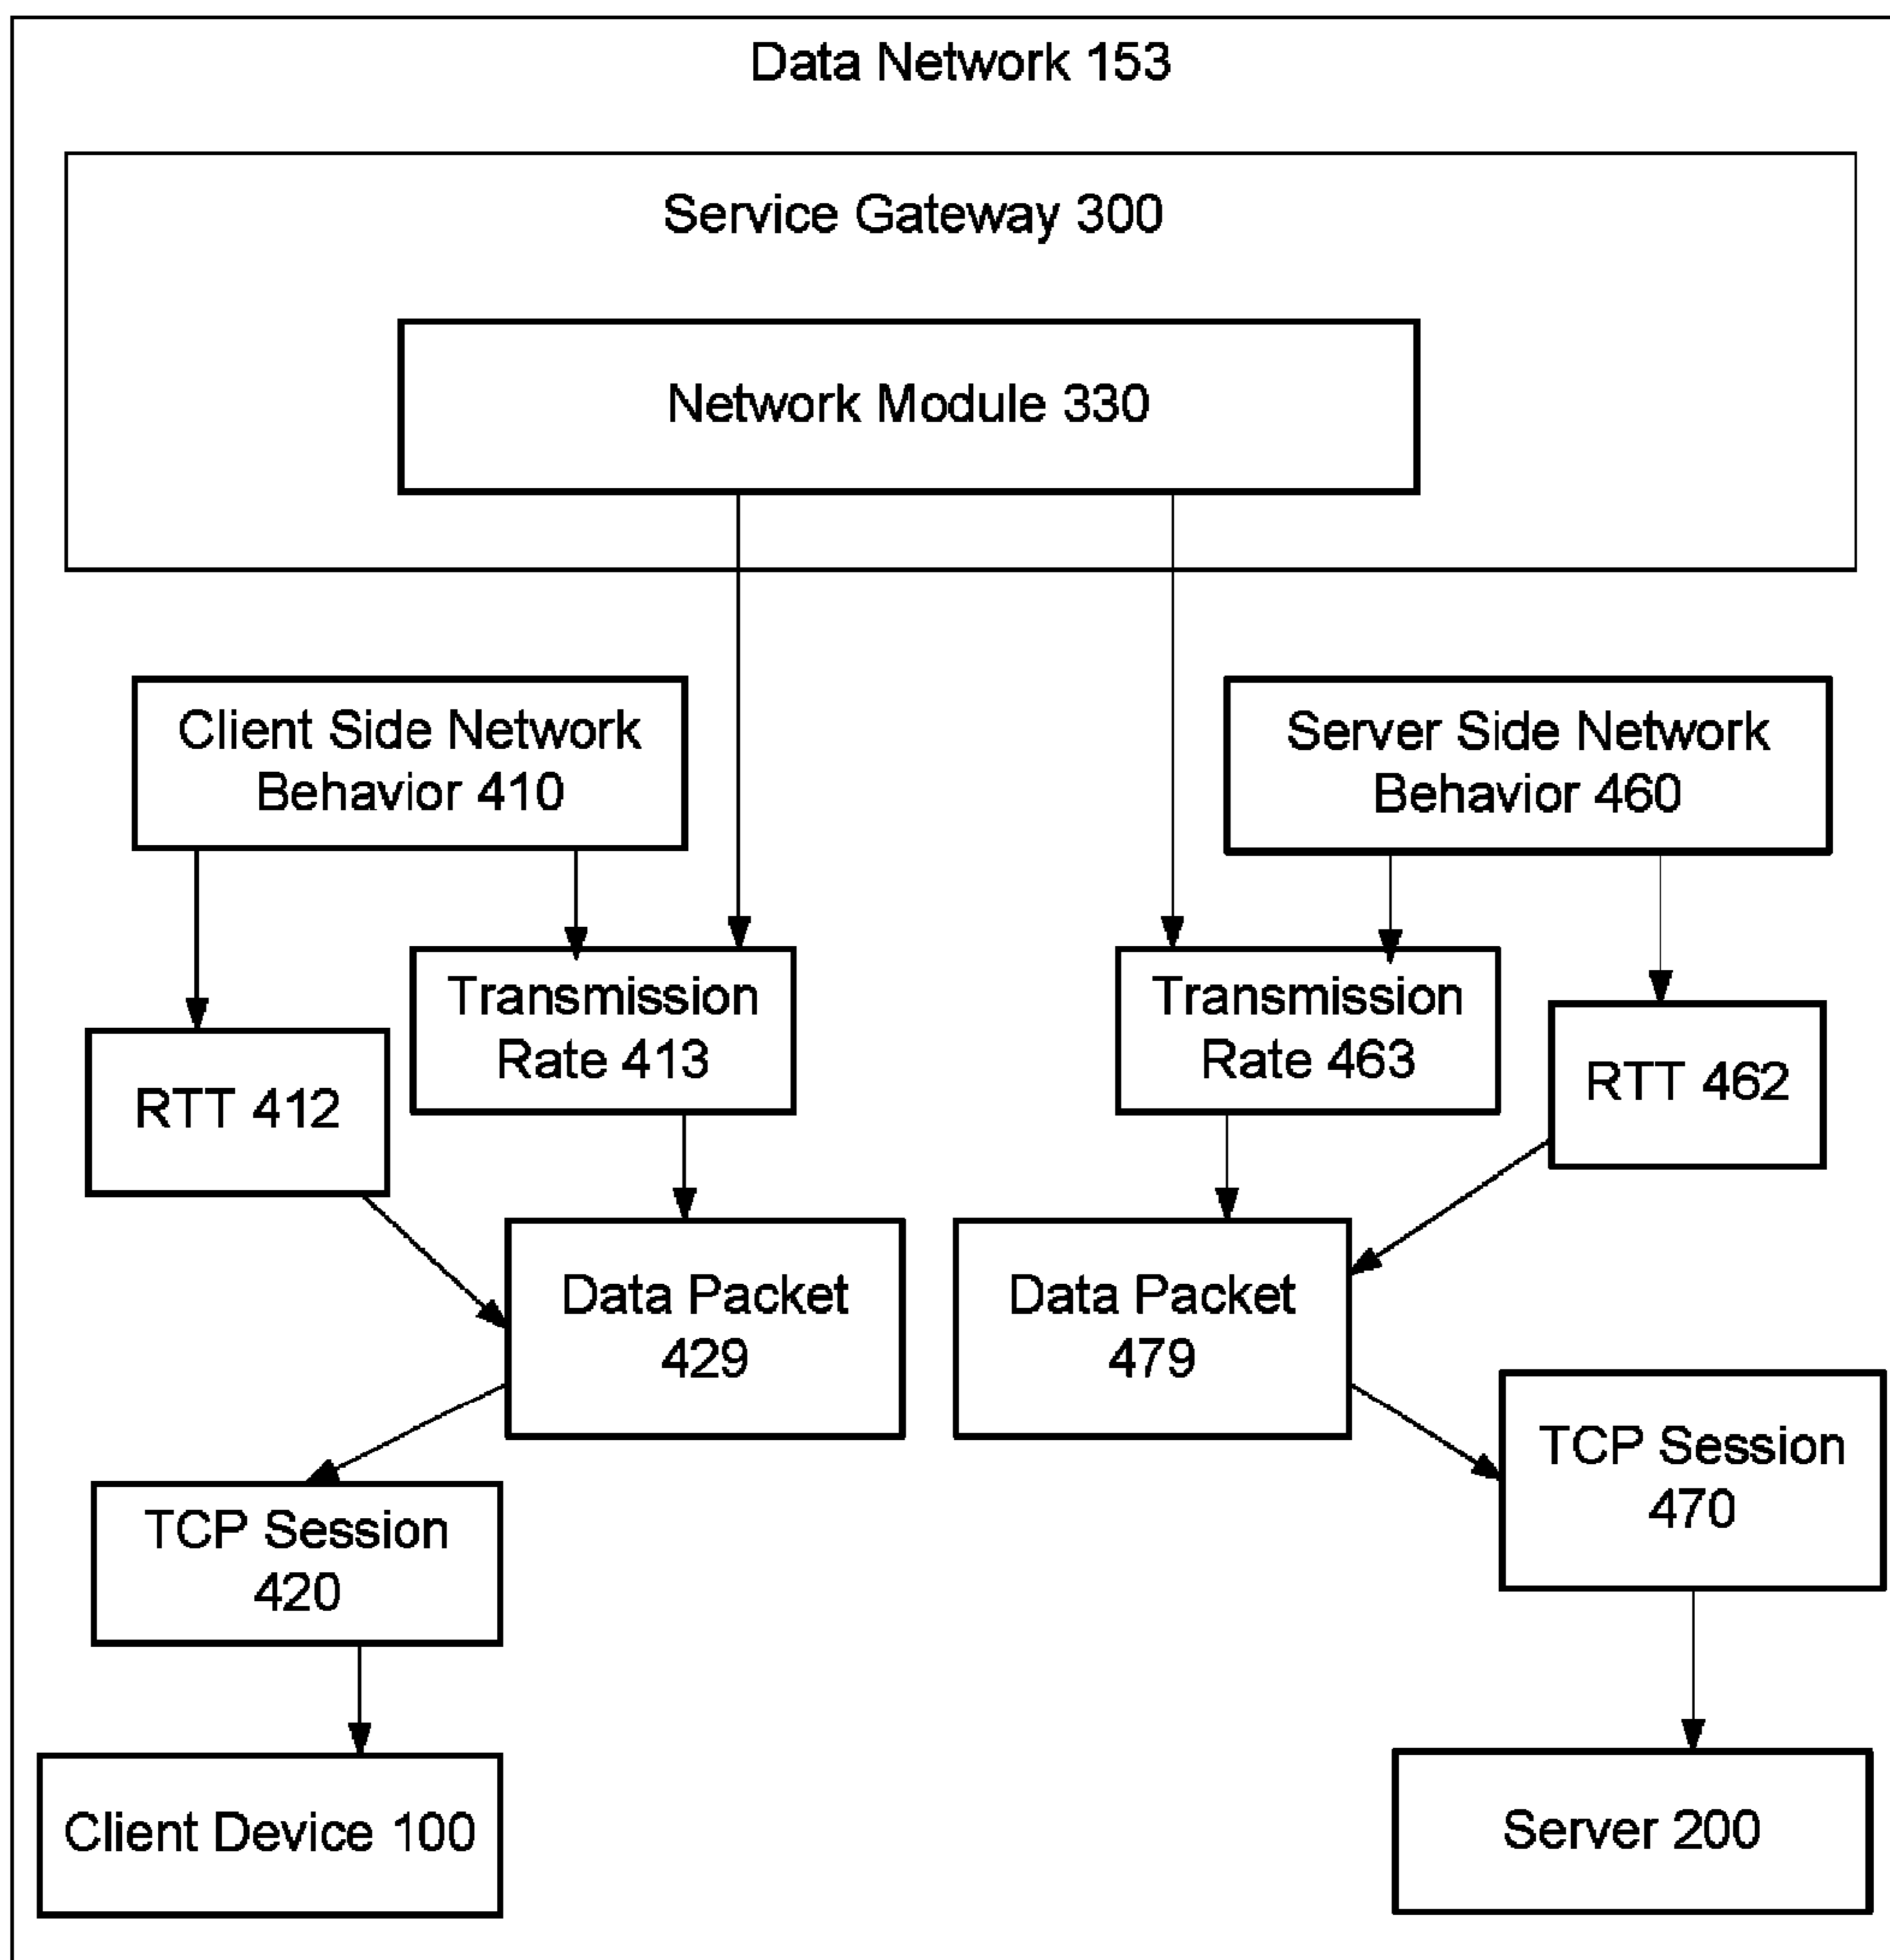 Data Network 153
Service Gateway 300
Network Module 330
Client Side Network
Behavior 410
Server Side Network
Behavior 460
Transmission
Rate 413
Transmission
Rate 463
RTT 412
RTT 462
Data Packet
429
Data Packet
479
TCP Session
470
TCP Session
420
Client Device 100
Server 200